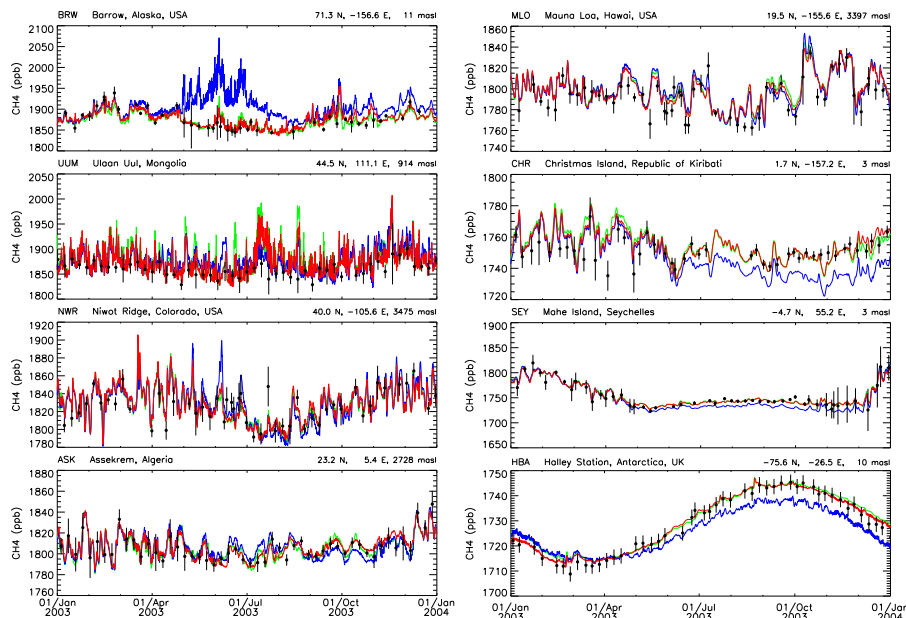 BRW Barrow, Alaska, USA 71.3 N, -156.6 E, 11 masl
2100
2050
2000
1950
1900
1850
1800
CH4 (ppb)
UUM Ulaan Uul, Mongolia 44.5 N, 111.1 E, 914 masl
2050
2000
1950
1900
1850
1800
CH4 (ppb)
NWR Niwot Ridge, Colorado, USA 40.0 N, -105.6 E, 3475 masl
1920
1900
1880
1860
1840
1820
1800
1780
CH4 (ppb)
ASK Assekrem, Algeria 23.2 N, 5.4 E, 2728 masl
1880
1860
1840
1820
1800
1780
1760
CH4 (ppb)
01/Jan 01/Apr 01/Jul 01/Oct 01/Jan
2003 2003 2003 2003 2004
MLO Mauna Loa, Hawai, USA 19.5 N, -155.6 E, 3397 masl
1860
1840
1820
1800
1780
1760
1740
CH4 (ppb)
CHR Christmas Island, Republic of Kiribati 1.7 N, -157.2 E, 3 masl
1800
1780
1760
1740
1720
CH4 (ppb)
SEY Mahe Island, Seychelles -4.7 N, 55.2 E, 3 masl
1900
1850
1800
1750
1700
1650
CH4 (ppb)
HBA Halley Station, Antarctica, UK -75.6 N, -26.5 E, 10 masl
1750
1740
1730
1720
1710
1700
CH4 (ppb)
01/Jan 01/Apr 01/Jul 01/Oct 01/Jan
2003 2003 2003 2003 2004